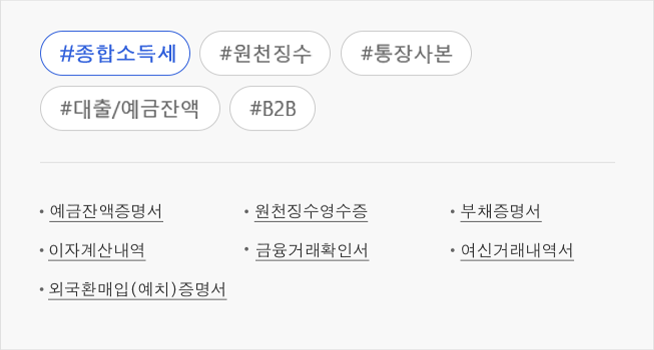 #종합소득세 #원천징수 #통장사본
#대출/예금잔액 #B2B
• 예금잔액증명서 • 원천징수영수증 • 부채증명서
• 이자계산내역 • 금융거래확인서 • 여신거래내역서
• 외국환매입(예치)증명서